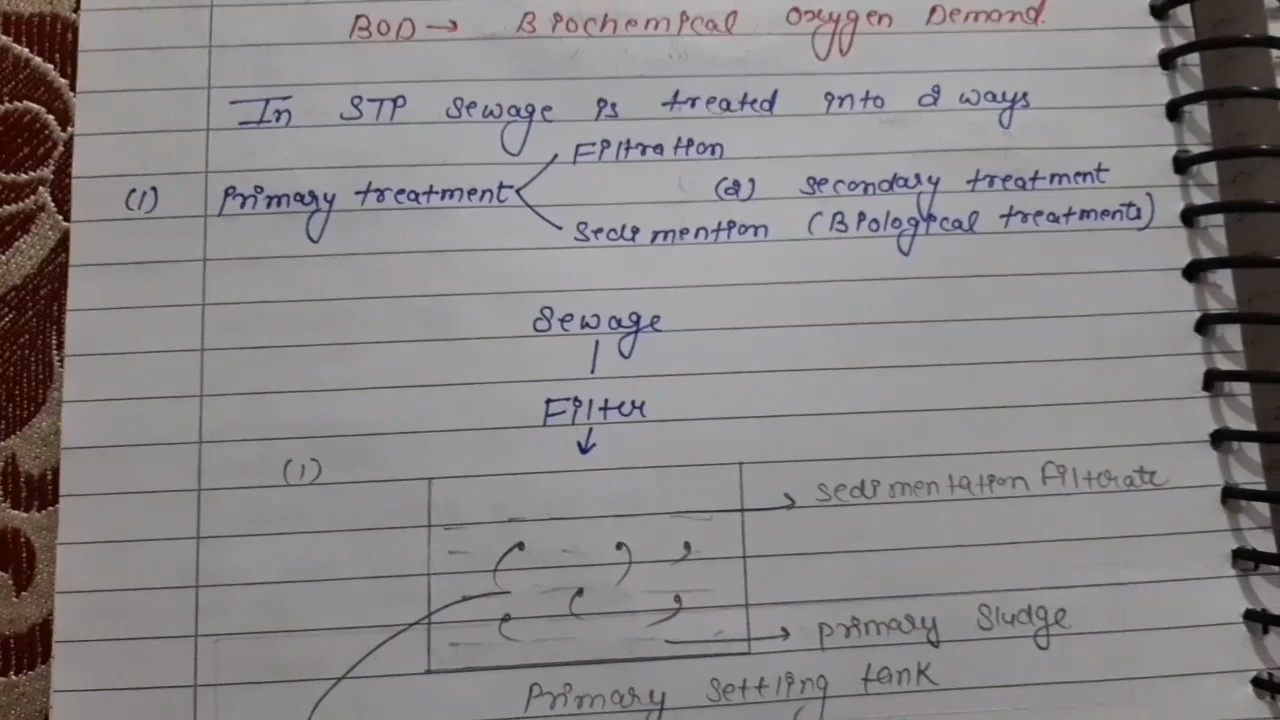 BOD → Biochemical Oxygen Demand.
In STP sewage is treated into 2 ways
Filtration
(1) Primary treatment (2) secondary treatment
Sedimention (Biological treatments)
Sewage
Filter
(1)
sedimentation filterate
primary sludge
Primary settling tank